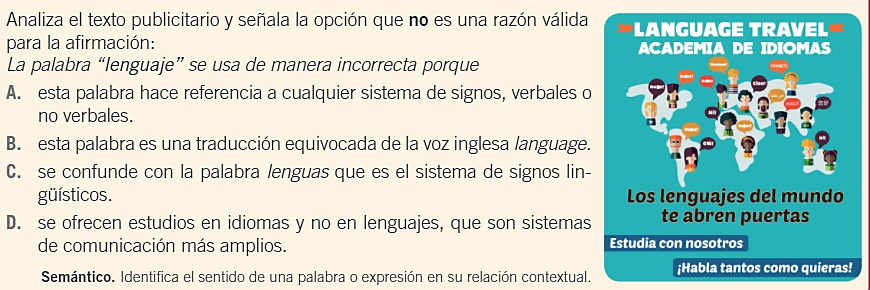 Analiza el texto publicitario y señala la opción que no es una razón válida
para la afirmación:
La palabra “lenguaje” se usa de manera incorrecta porque
A. esta palabra hace referencia a cualquier sistema de signos, verbales o
no verbales.
B. esta palabra es una traducción equivocada de la voz inglesa language.
C. se confunde con la palabra lenguas que es el sistema de signos lin-
güísticos.
D. se ofrecen estudios en idiomas y no en lenguajes, que son sistemas
de comunicación más amplios.
Semántico. Identifica el sentido de una palabra o expresión en su relación contextual.
LANGUAGE TRAVEL
ACADEMIA DE IDIOMAS
Los lenguajes del mundo
te abren puertas
Estudia con nosotros
¡Habla tantos como quieras!